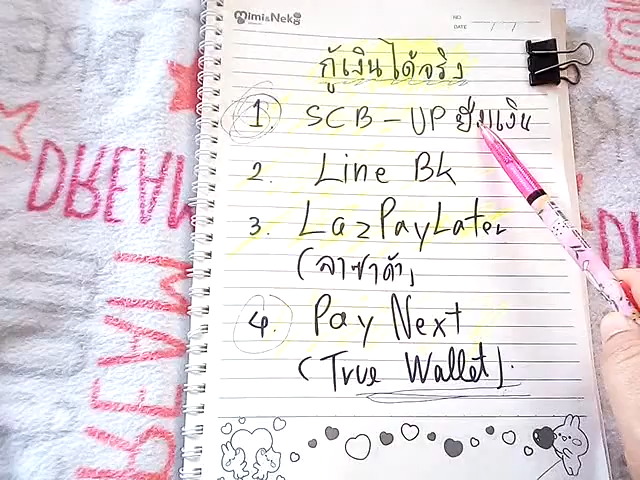 Mimi&Neko
NO.
DATE
กู้เงินได้จริง
1. SCB - UP ยืมเงิน
2. Line Bk
3. LazPayLater
(ลาซาด้า)
4. Pay Next
(True Wallet).
DREAM
DREAM